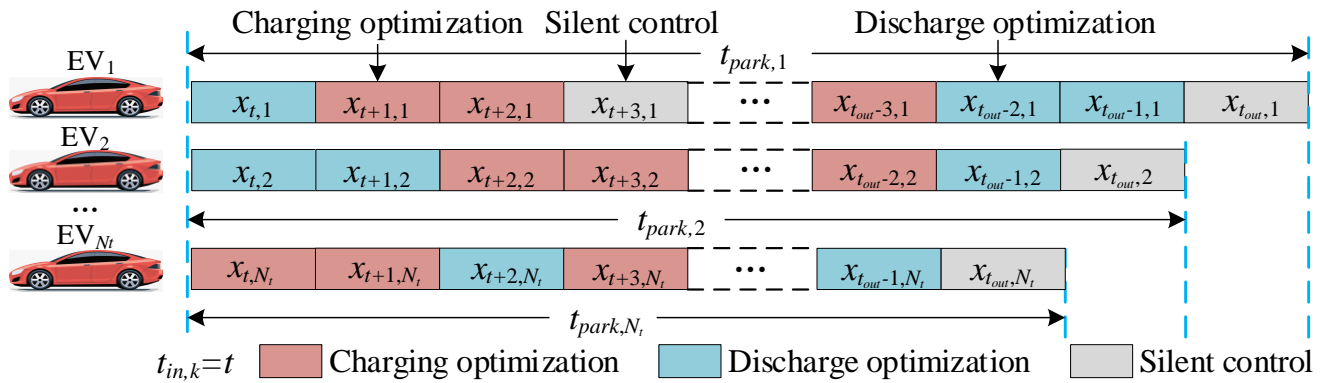 Charging optimization Silent control Discharge optimization
EV1 t_park,1
x_t,1 x_t+1,1 x_t+2,1 x_t+3,1 ... x_tout-3,1 x_tout-2,1 x_tout-1,1 x_tout,1
EV2
x_t,2 x_t+1,2 x_t+2,2 x_t+3,2 ... x_tout-2,2 x_tout-1,2 x_tout,2
... t_park,2
EV_Nt
x_t,Nt x_t+1,Nt x_t+2,Nt x_t+3,Nt ... x_tout-1,Nt x_tout,Nt
t_park,Nt
t_in,k=t Charging optimization Discharge optimization Silent control